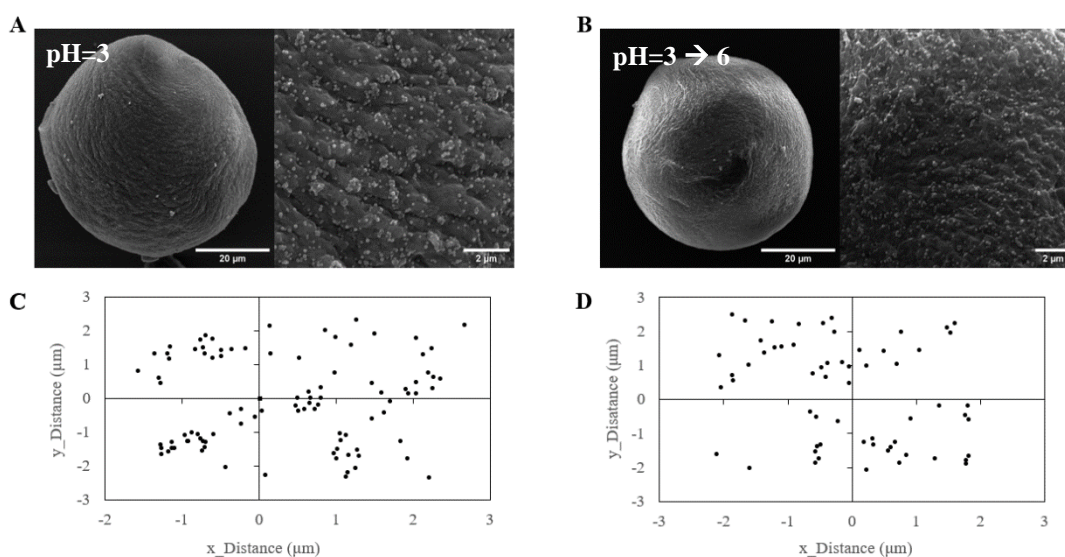 A
pH=3
20 µm
2 µm
B
pH=3 → 6
20 µm
2 µm
C
y_Distance (µm)
3
2
1
0
-1
-2
-3
-2
-1
0
1
2
3
x_Distance (µm)
D
y_Disatance (µm)
3
2
1
0
-1
-2
-3
-3
-2
-1
0
1
2
3
x_Distance (µm)